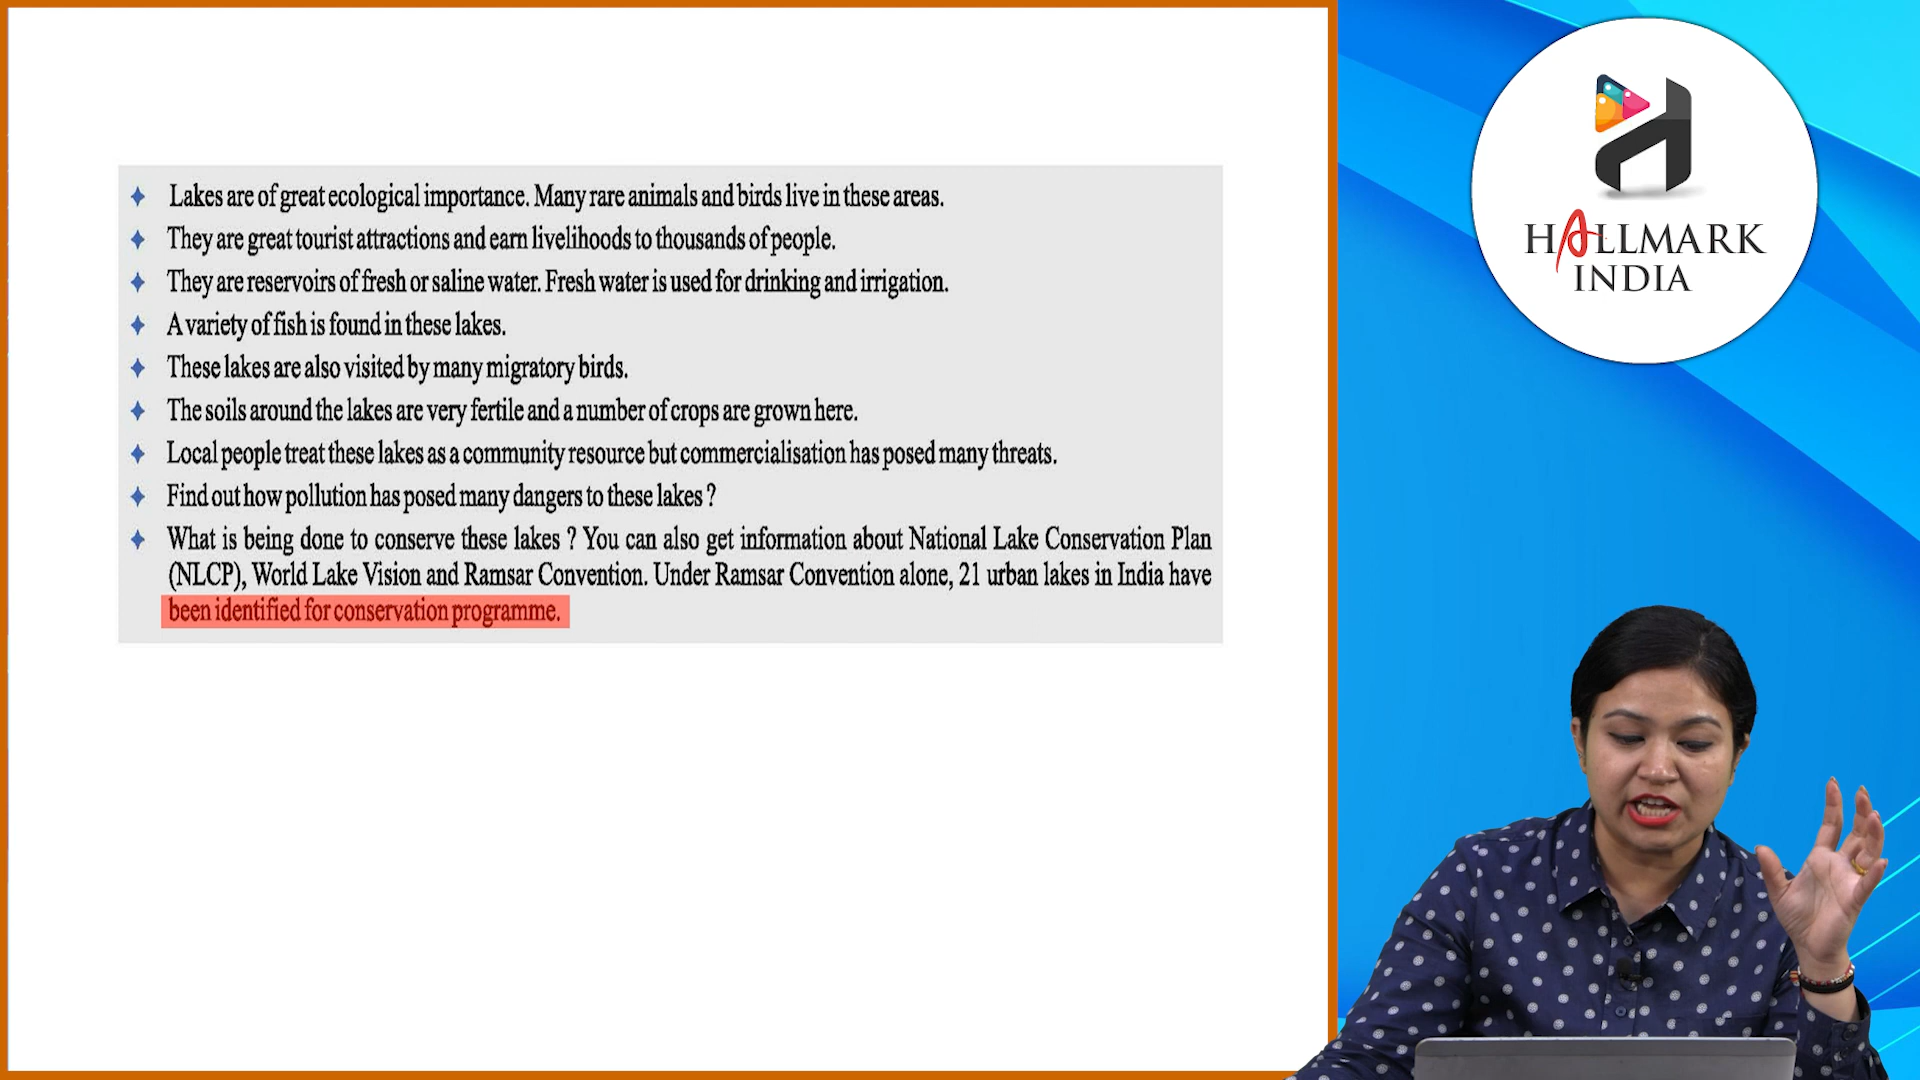 Lakes are of great ecological importance. Many rare animals and birds live in these areas.
They are great tourist attractions and earn livelihoods to thousands of people.
They are reservoirs of fresh or saline water. Fresh water is used for drinking and irrigation.
A variety of fish is found in these lakes.
These lakes are also visited by many migratory birds.
The soils around the lakes are very fertile and a number of crops are grown here.
Local people treat these lakes as a community resource but commercialisation has posed many threats.
Find out how pollution has posed many dangers to these lakes ?
What is being done to conserve these lakes ? You can also get information about National Lake Conservation Plan
(NLCP), World Lake Vision and Ramsar Convention. Under Ramsar Convention alone, 21 urban lakes in India have
been identified for conservation programme.
HALLMARK
INDIA